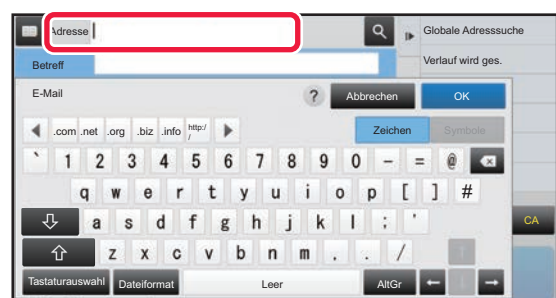 Adresse
Globale Adresssuche
Betreff
Verlauf wird ges.
E-Mail ? Abbrechen OK
.com .net .org .biz .info http:/
/
Zeichen Symbole
` 1 2 3 4 5 6 7 8 9 0 - = @
q w e r t y u i o p [ ] #
a s d f g h j k l ; '
CA
z x c v b n m . . /
Tastaturauswahl Dateiformat Leer AltGr